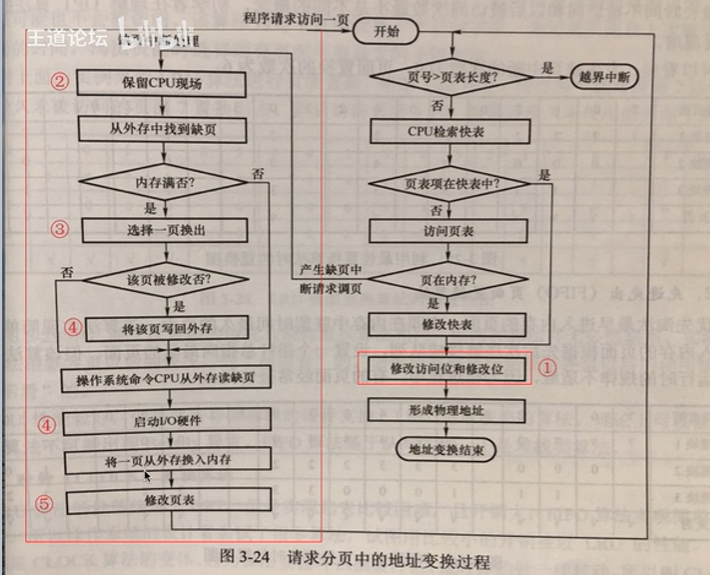 王道论坛
程序请求访问一页
开始
②
保留CPU现场
从外存中找到缺页
内存满否?
否
是
③
选择一页换出
否
该页被修改否?
是
④
将该页写回外存
操作系统命令CPU从外存读缺页
④
启动I/O硬件
将一页从外存换入内存
⑤
修改页表
页号>页表长度?
是
越界中断
否
CPU检索快表
页表项在快表中?
是
否
访问页表
产生缺页中
断请求调页
页在内存?
是
修改快表
修改访问位和修改位
①
形成物理地址
地址变换结束
图 3-24 请求分页中的地址变换过程